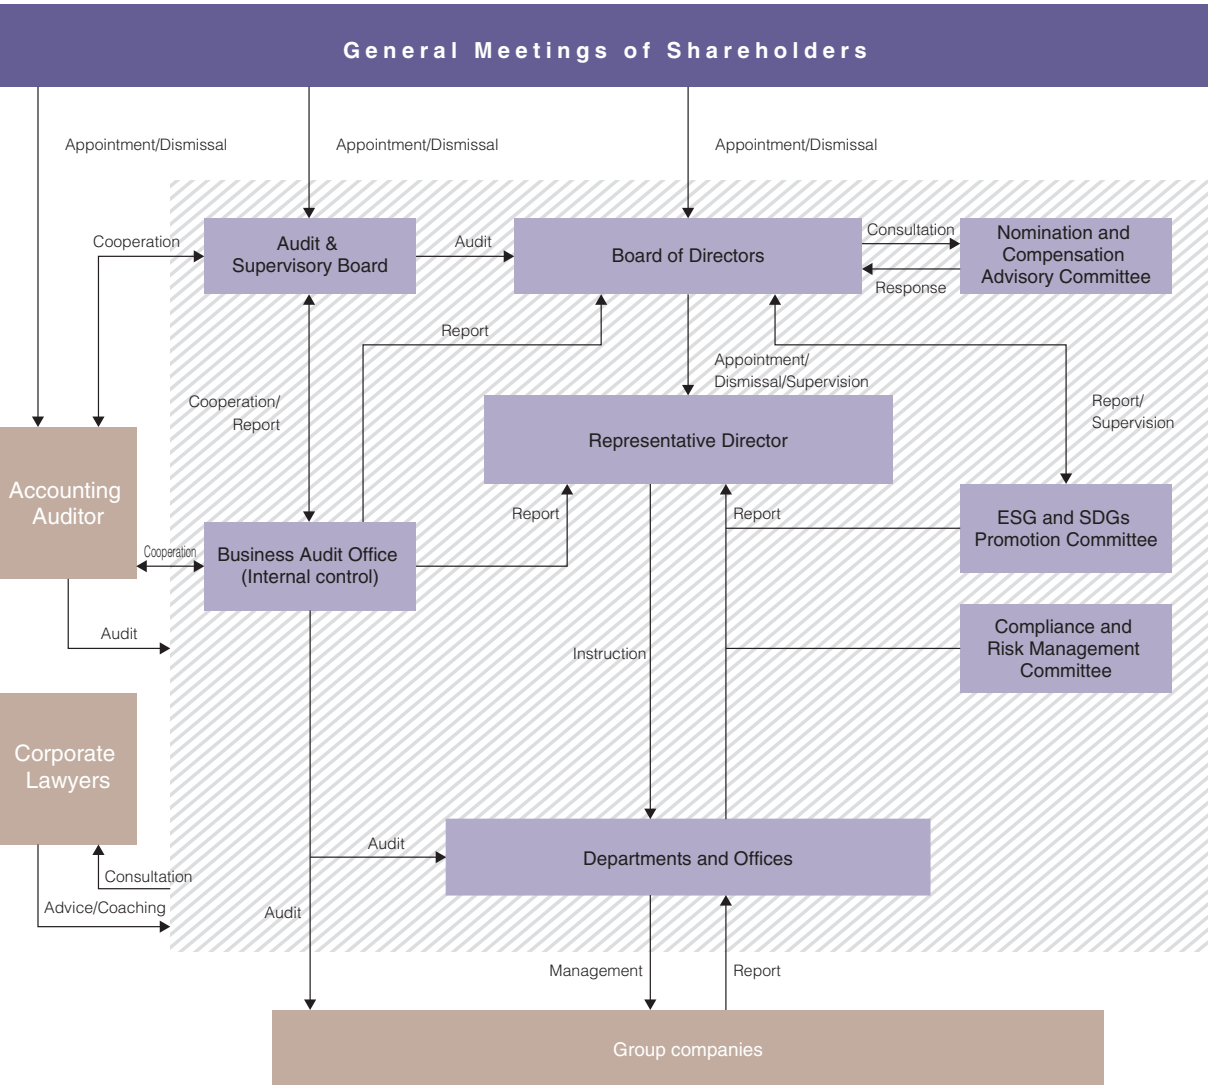 General Meetings of Shareholders
Appointment/Dismissal
Appointment/Dismissal
Appointment/Dismissal
Cooperation
Audit &
Supervisory Board
Audit
Board of Directors
Consultation
Response
Nomination and
Compensation
Advisory Committee
Report
Appointment/
Dismissal/Supervision
Cooperation/
Report
Report/
Supervision
Representative Director
Accounting
Auditor
Report
Report
ESG and SDGs
Promotion Committee
Cooperation
Business Audit Office
(Internal control)
Audit
Instruction
Compliance and
Risk Management
Committee
Corporate
Lawyers
Audit
Departments and Offices
Consultation
Advice/Coaching
Audit
Management
Report
Group companies